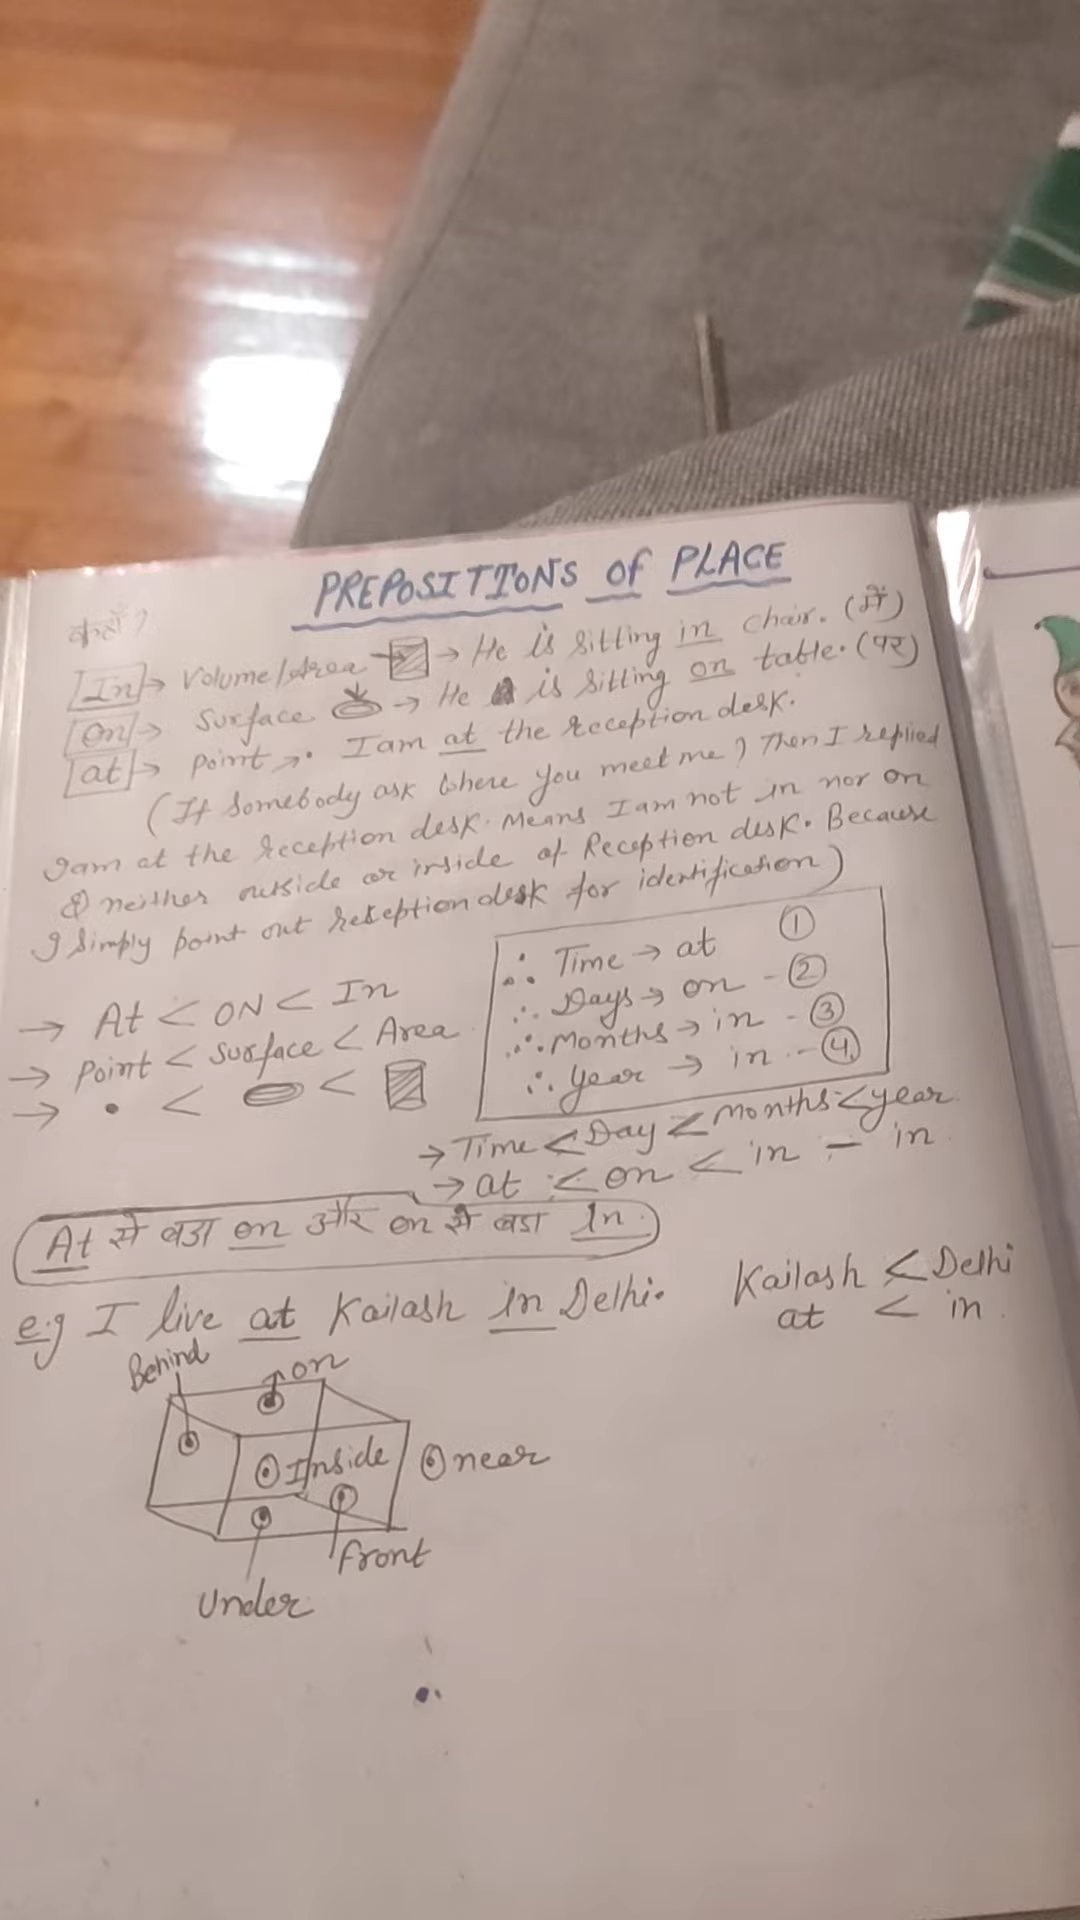 PREPOSITIONS of PLACE
कहाँ ?
In → Volume/Area → He is sitting in chair. (में)
on → Surface → He is sitting on table. (पर)
at → point → • I am at the reception desk.
(If somebody ask where you meet me ? Then I replied
I am at the reception desk. Means I am not in nor on
& neither outside or inside of Reception desk. Because
I simply point out reception desk for identification)
→ At < ON < In
→ Point < Surface < Area
→ • < <
∴ Time → at ①
∴ Days → on - ②
∴ Months → in - ③
∴ year → in - ④
→ Time < Day < Months < year
→ at < on < in = in
At से बडा on और on से बडा In.
e.g I live at Kailash in Delhi.
Kailash < Delhi
at < in
Behind
on
Inside
near
front
Under